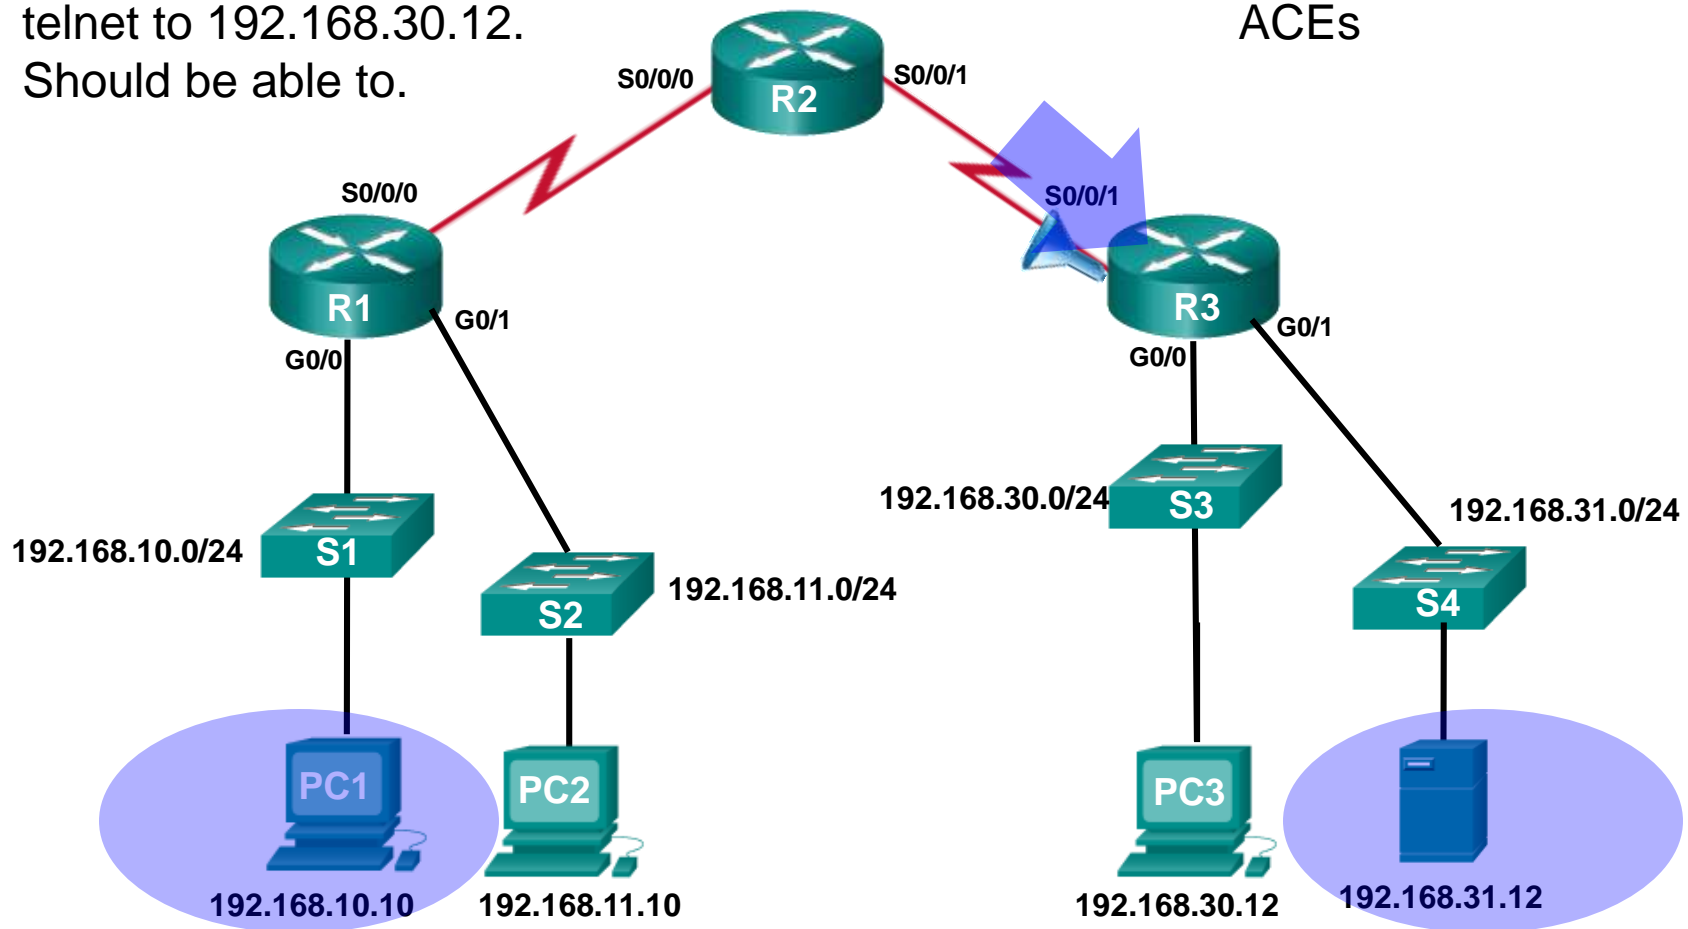 telnet to 192.168.30.12.
Should be able to.
ACEs
S0/0/0
R2
S0/0/1
S0/0/0
S0/0/1
R1
G0/1
G0/0
R3
G0/1
G0/0
192.168.10.0/24
S1
S2
192.168.11.0/24
192.168.30.0/24
S3
192.168.31.0/24
S4
PC1
PC2
PC3
192.168.10.10
192.168.11.10
192.168.30.12
192.168.31.12